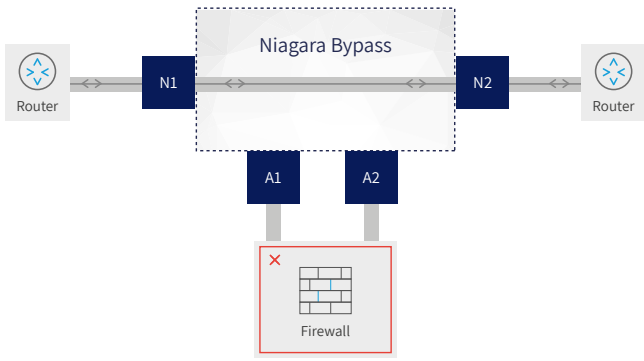 Niagara Bypass
Router
N1
N2
Router
A1
A2
Firewall